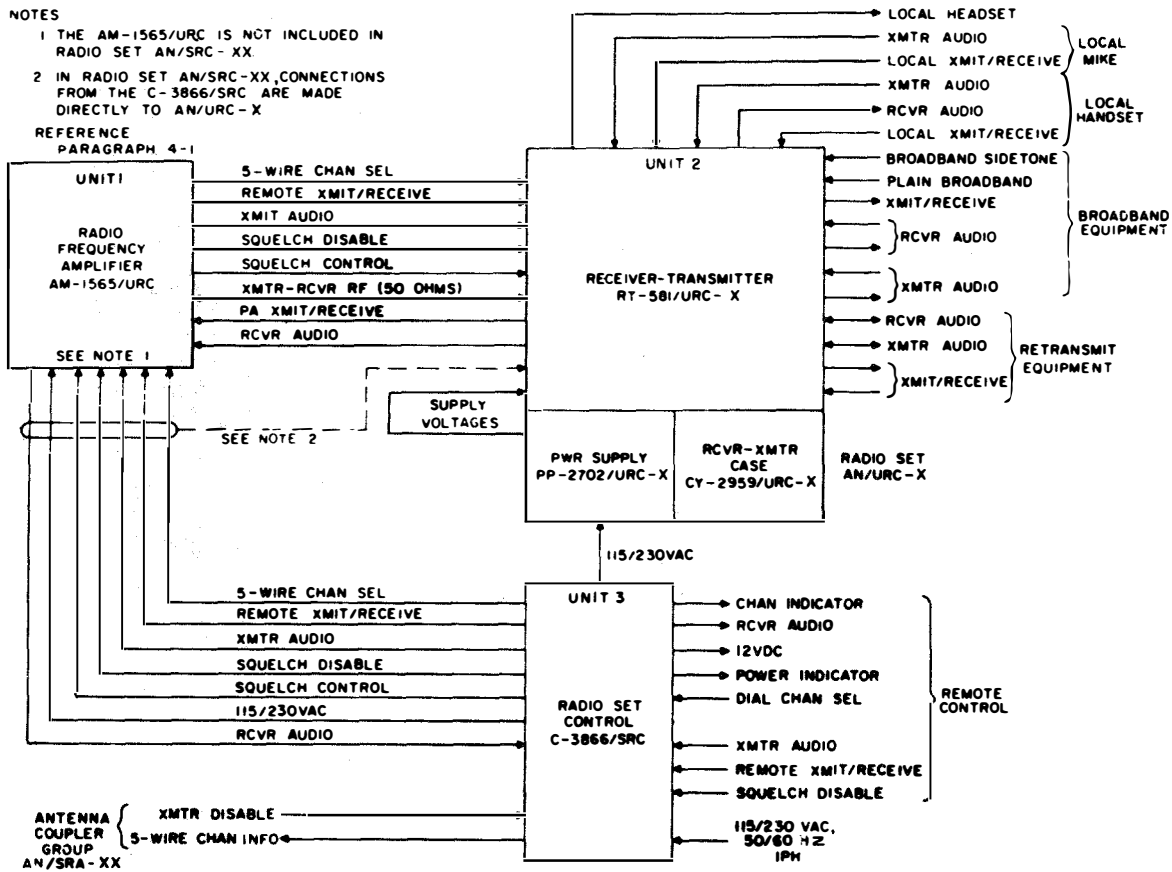 NOTES
1 THE AM-1565/URC IS NOT INCLUDED IN
RADIO SET AN/SRC-XX.
2 IN RADIO SET AN/SRC-XX, CONNECTIONS
FROM THE C-3866/SRC ARE MADE
DIRECTLY TO AN/URC-X
REFERENCE
PARAGRAPH 4-1
UNIT 1
RADIO
FREQUENCY
AMPLIFIER
AM-1565/URC
SEE NOTE 1
5-WIRE CHAN SEL
REMOTE XMIT/RECEIVE
XMIT AUDIO
SQUELCH DISABLE
SQUELCH CONTROL
XMTR-RCVR RF (50 OHMS)
PA XMIT/RECEIVE
RCVR AUDIO
SEE NOTE 2
SUPPLY
VOLTAGES
UNIT 2
RECEIVER-TRANSMITTER
RT-581/URC-X
PWR SUPPLY
PP-2702/URC-X
RCVR-XMTR
CASE
CY-2959/URC-X
RADIO SET
AN/URC-X
LOCAL HEADSET
XMTR AUDIO
LOCAL XMIT/RECEIVE
LOCAL
MIKE
XMTR AUDIO
RCVR AUDIO
LOCAL XMIT/RECEIVE
LOCAL
HANDSET
BROADBAND SIDETONE
PLAIN BROADBAND
XMIT/RECEIVE
RCVR AUDIO
XMTR AUDIO
BROADBAND
EQUIPMENT
RCVR AUDIO
XMTR AUDIO
XMIT/RECEIVE
RETRANSMIT
EQUIPMENT
115/230VAC
5-WIRE CHAN SEL
REMOTE XMIT/RECEIVE
XMTR AUDIO
SQUELCH DISABLE
SQUELCH CONTROL
115/230VAC
RCVR AUDIO
UNIT 3
RADIO SET
CONTROL
C-3866/SRC
CHAN INDICATOR
RCVR AUDIO
12VDC
POWER INDICATOR
DIAL CHAN SEL
XMTR AUDIO
REMOTE XMIT/RECEIVE
SQUELCH DISABLE
REMOTE
CONTROL
115/230 VAC,
50/60 HZ
1PH
ANTENNA
COUPLER
GROUP
AN/SRA-XX
XMTR DISABLE
5-WIRE CHAN INFO